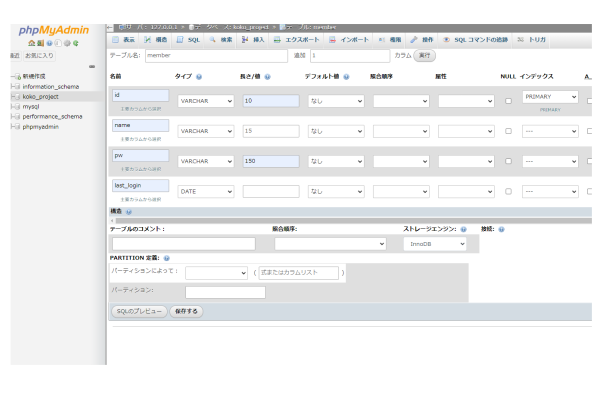 phpMyAdmin
最近 お気に入り
新規作成
information_schema
koko_project
mysql
performance_schema
phpmyadmin
サーバ: 127.0.0.1 » データベース: koko_project » テーブル: member
表示 構造 SQL 検索 挿入 エクスポート インポート 権限 操作 SQL コマンドの追跡 トリガ
テーブル名: member 追加 1 カラム 実行
名前 タイプ 長さ/値 デフォルト値 照合順序 属性 NULL インデックス A_
id VARCHAR 10 なし PRIMARY
主要カラムから選択 PRIMARY
name VARCHAR 15 なし ---
主要カラムから選択
pw VARCHAR 150 なし ---
主要カラムから選択
last_login DATE なし ---
主要カラムから選択
構造
テーブルのコメント: 照合順序: ストレージエンジン: 接続:
InnoDB
PARTITION 定義:
パーティションによって: ( 式またはカラムリスト )
パーティション:
SQLのプレビュー 保存する